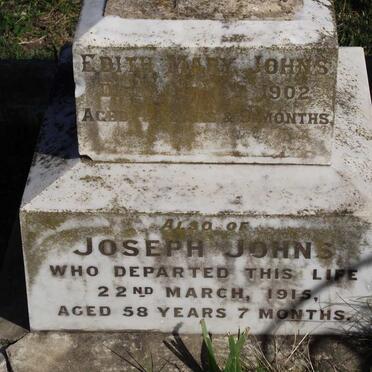 EDITH MARY JOHNS
1902
AGED & 9 MONTHS
ALSO OF
JOSEPH JOHNS
WHO DEPARTED THIS LIFE
22ND MARCH, 1915,
AGED 58 YEARS 7 MONTHS.